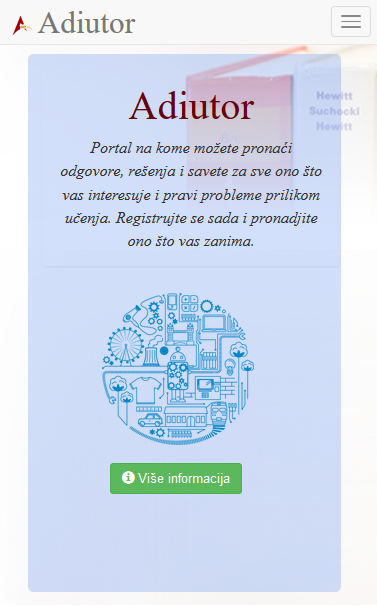 Adiutor
Hewitt
Suchocki
Hewitt
Adiutor
Portal na kome možete pronaći
odgovore, rešenja i savete za sve ono što
vas interesuje i pravi probleme prilikom
učenja. Registrujte se sada i pronadjite
ono što vas zanima.
Više informacija